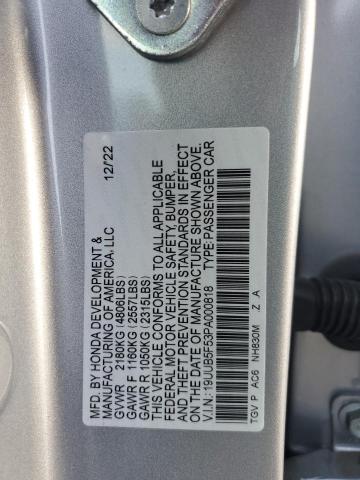 MFD. BY HONDA DEVELOPMENT & 12/22
MANUFACTURING OF AMERICA, LLC
GVWR 2180KG (4806LBS)
GAWR F 1160KG (2557LBS)
GAWR R 1050KG (2315LBS)
THIS VEHICLE CONFORMS TO ALL APPLICABLE
FEDERAL MOTOR VEHICLE SAFETY, BUMPER,
AND THEFT PREVENTION STANDARDS IN EFFECT
ON THE DATE OF MANUFACTURE SHOWN ABOVE.
V.I.N.: 19UUB5F53PA000818 TYPE:PASSENGER CAR
TGV P AC6 NH830M Z A